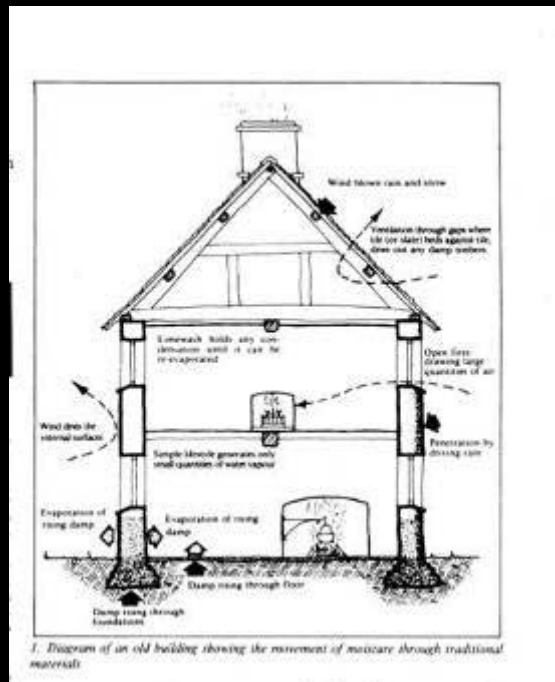 Wind blown rain and snow
Ventilation through gaps where
tile (or slate) beds against tile,
dries out any damp timbers
Limewash holds any con-
densation until it can be
re-evaporated
Open fires
drawing large
quantities of air
Wind dries the
internal surfaces
Simple lifestyle generates only
small quantities of water vapour
Penetration by
driving rain
Evaporation of
rising damp
Evaporation of rising
damp
Damp rising through floor
Damp rising through
foundations
1. Diagram of an old building showing the movement of moisture through traditional
materials